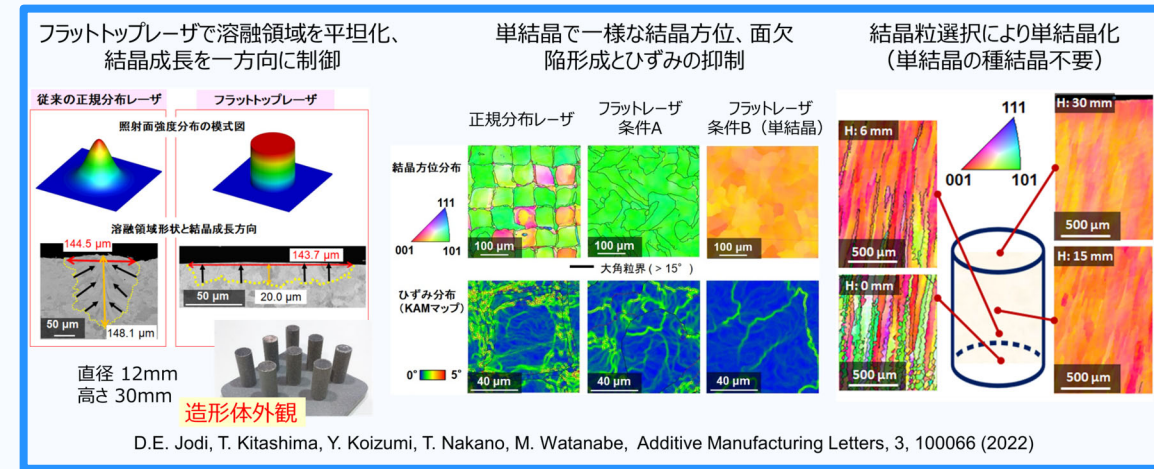 フラットトップレーザで溶融領域を平坦化、
結晶成長を一方向に制御
従来の正規分布レーザ
フラットトップレーザ
照射面強度分布の模式図
溶融領域形状と結晶成長方向
144.5 µm
143.7 µm
50 µm
148.1 µm
50 µm
20.0 µm
直径 12mm
高さ 30mm
造形体外観
単結晶で一様な結晶方位、面欠
陥形成とひずみの抑制
正規分布レーザ
フラットレーザ
条件A
フラットレーザ
条件B（単結晶）
結晶方位分布
111
001
101
100 µm
100 µm
100 µm
大角粒界 ( > 15°）
ひずみ分布
（KAMマップ）
0°
5°
40 µm
40 µm
40 µm
結晶粒選択により単結晶化
（単結晶の種結晶不要）
H: 6 mm
500 µm
111
001
101
H: 30 mm
500 µm
H: 0 mm
500 µm
H: 15 mm
500 µm
D.E. Jodi, T. Kitashima, Y. Koizumi, T. Nakano, M. Watanabe, Additive Manufacturing Letters, 3, 100066 (2022)